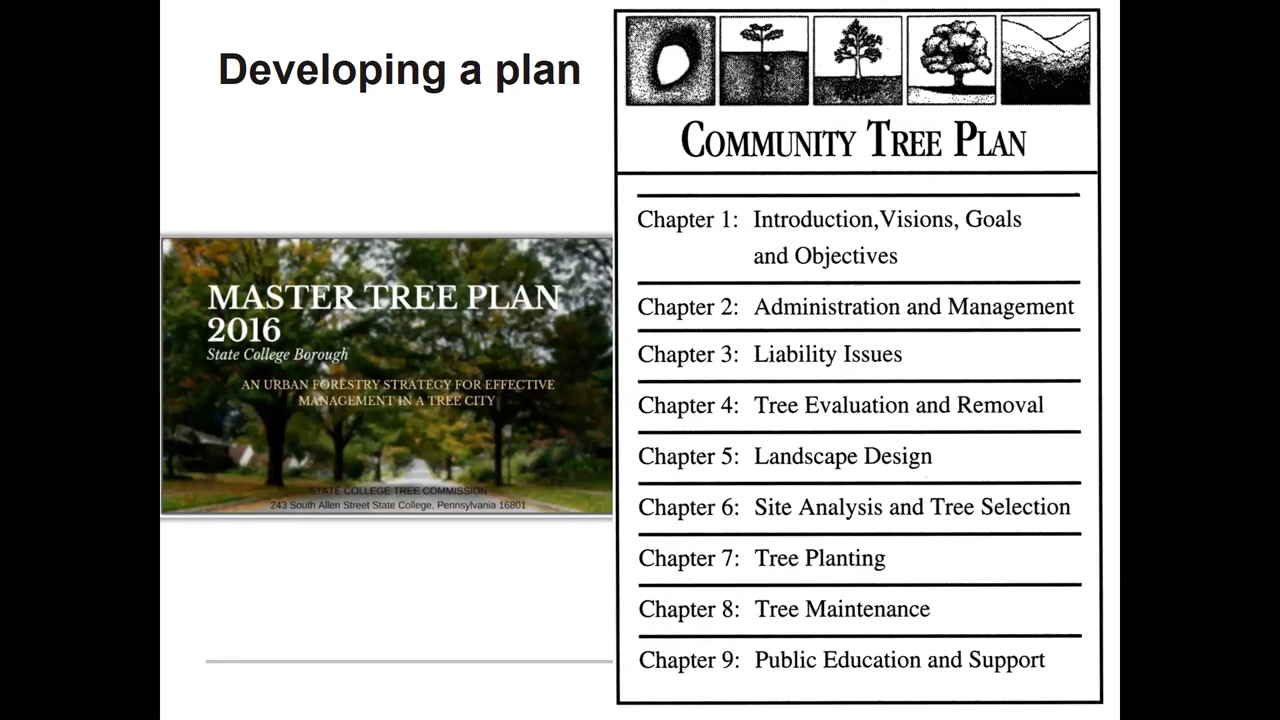 Developing a plan
MASTER TREE PLAN
2016
State College Borough
AN URBAN FORESTRY STRATEGY FOR EFFECTIVE
MANAGEMENT IN A TREE CITY
STATE COLLEGE TREE COMMISSION
243 South Allen Street State College, Pennsylvania 16801
COMMUNITY TREE PLAN
Chapter 1: Introduction,Visions, Goals
and Objectives
Chapter 2: Administration and Management
Chapter 3: Liability Issues
Chapter 4: Tree Evaluation and Removal
Chapter 5: Landscape Design
Chapter 6: Site Analysis and Tree Selection
Chapter 7: Tree Planting
Chapter 8: Tree Maintenance
Chapter 9: Public Education and Support